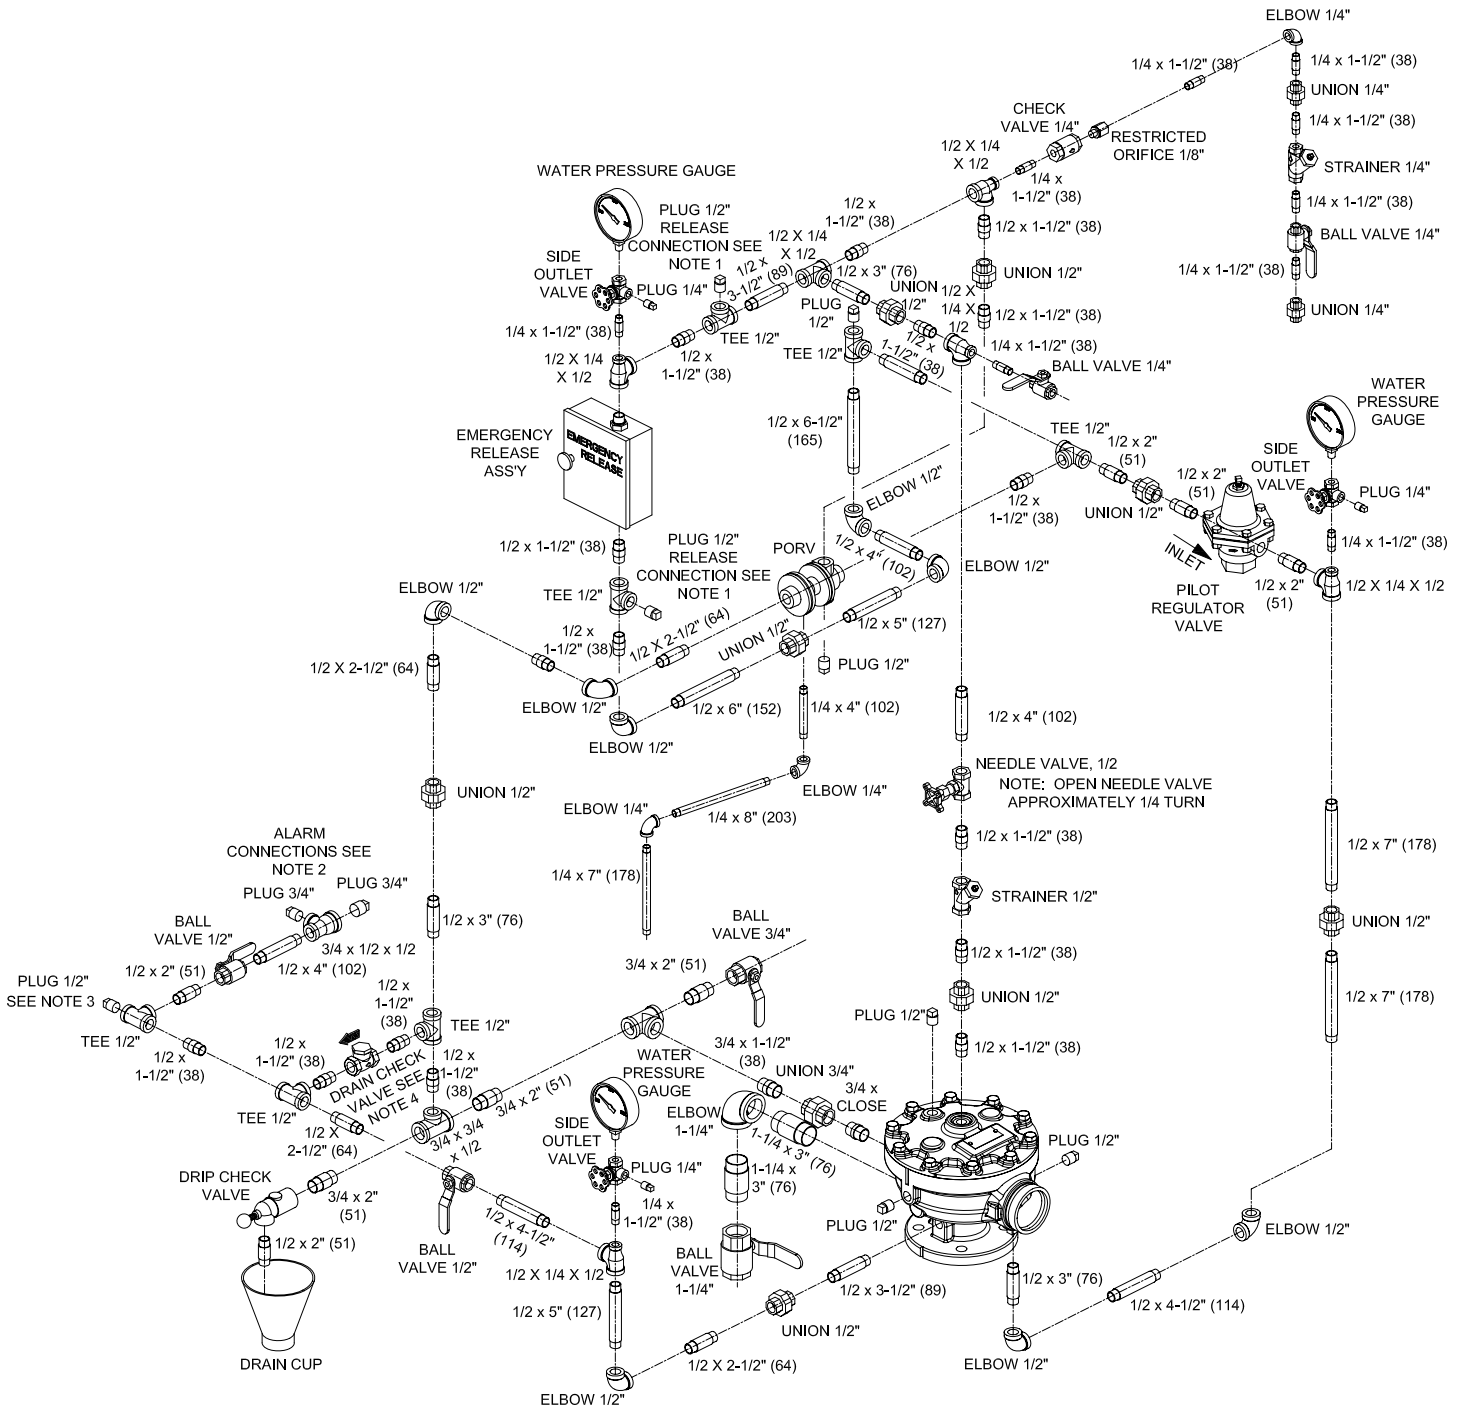 ELBOW 1/4"
1/4 x 1-1/2" (38)
1/4 x 1-1/2" (38)
UNION 1/4"
CHECK
VALVE 1/4"
1/4 x 1-1/2" (38)
RESTRICTED
ORIFICE 1/8"
1/2 X 1/4
X 1/2
STRAINER 1/4"
WATER PRESSURE GAUGE
1/4 x
1-1/2" (38)
1/4 x 1-1/2" (38)
PLUG 1/2"
RELEASE
CONNECTION SEE
NOTE 1
1/2 x
1-1/2" (38)
1/2 x 1-1/2" (38)
BALL VALVE 1/4"
1/2 X 1/4
X 1/2
SIDE
OUTLET
VALVE
1/2 x
3-1/2" (89)
1/2 x 3" (76)
UNION 1/2"
1/4 x 1-1/2" (38)
PLUG 1/4"
UNION
1/2"
1/2 X
1/4 X
1/2
PLUG
1/2"
UNION 1/4"
1/2 x 1-1/2" (38)
1/4 x 1-1/2" (38)
TEE 1/2"
TEE 1/2"
1/2 x
1-1/2" (38)
1/4 x 1-1/2" (38)
1/2 X 1/4
X 1/2
1/2 x
1-1/2" (38)
BALL VALVE 1/4"
WATER
PRESSURE
GAUGE
1/2 x 6-1/2"
(165)
EMERGENCY
RELEASE
ASS'Y
EMERGENCY
RELEASE
TEE 1/2"
1/2 x 2"
(51)
SIDE
OUTLET
VALVE
ELBOW 1/2"
1/2 x 2"
(51)
PLUG 1/4"
1/2 x
1-1/2" (38)
UNION 1/2"
1/2 x 1-1/2" (38)
PLUG 1/2"
RELEASE
CONNECTION SEE
NOTE 1
PORV
1/2 x 4" (102)
ELBOW 1/2"
INLET
1/4 x 1-1/2" (38)
ELBOW 1/2"
TEE 1/2"
PILOT
REGULATOR
VALVE
1/2 x 2"
(51)
1/2 X 1/4 X 1/2
1/2 x
1-1/2" (38)
1/2 X 2-1/2" (64)
UNION 1/2"
1/2 x 5" (127)
1/2 X 2-1/2" (64)
PLUG 1/2"
ELBOW 1/2"
1/2 x 6" (152)
1/4 x 4" (102)
1/2 x 4" (102)
ELBOW 1/2"
NEEDLE VALVE, 1/2
NOTE: OPEN NEEDLE VALVE
APPROXIMATELY 1/4 TURN
UNION 1/2"
ELBOW 1/4"
ELBOW 1/4"
1/4 x 8" (203)
ALARM
CONNECTIONS SEE
NOTE 2
1/2 x 1-1/2" (38)
1/2 x 7" (178)
1/4 x 7" (178)
PLUG 3/4"
PLUG 3/4"
STRAINER 1/2"
BALL
VALVE 1/2"
1/2 x 3" (76)
BALL
VALVE 3/4"
UNION 1/2"
3/4 x 1/2 x 1/2
1/2 x 4" (102)
1/2 x 2" (51)
3/4 x 2" (51)
1/2 x 1-1/2" (38)
PLUG 1/2"
SEE NOTE 3
1/2 x
1-1/2"
(38)
UNION 1/2"
1/2 x 7" (178)
PLUG 1/2"
TEE 1/2"
TEE 1/2"
1/2 x
1-1/2" (38)
1/2 x
1-1/2" (38)
DRAIN CHECK
VALVE SEE
NOTE 4
1/2 x
1-1/2"
(38)
WATER
PRESSURE
GAUGE
3/4 x 1-1/2"
(38)
1/2 x 1-1/2" (38)
UNION 3/4"
3/4 x
CLOSE
3/4 x 2" (51)
TEE 1/2"
1/2 X
2-1/2" (64)
3/4 x 3/4
x 1/2
SIDE
OUTLET
VALVE
ELBOW
1-1/4"
1-1/4 x 3" (76)
PLUG 1/2"
DRIP CHECK
VALVE
3/4 x 2"
(51)
PLUG 1/4"
1-1/4 x
3" (76)
1/4 x
1-1/2" (38)
PLUG 1/2"
ELBOW 1/2"
1/2 x 2" (51)
1/2 x 4-1/2"
(114)
BALL
VALVE 1/2"
BALL
VALVE
1-1/4"
1/2 X 1/4 X 1/2
1/2 x 3-1/2" (89)
1/2 x 3" (76)
1/2 x 4-1/2" (114)
1/2 x 5" (127)
UNION 1/2"
DRAIN CUP
1/2 X 2-1/2" (64)
ELBOW 1/2"
ELBOW 1/2"